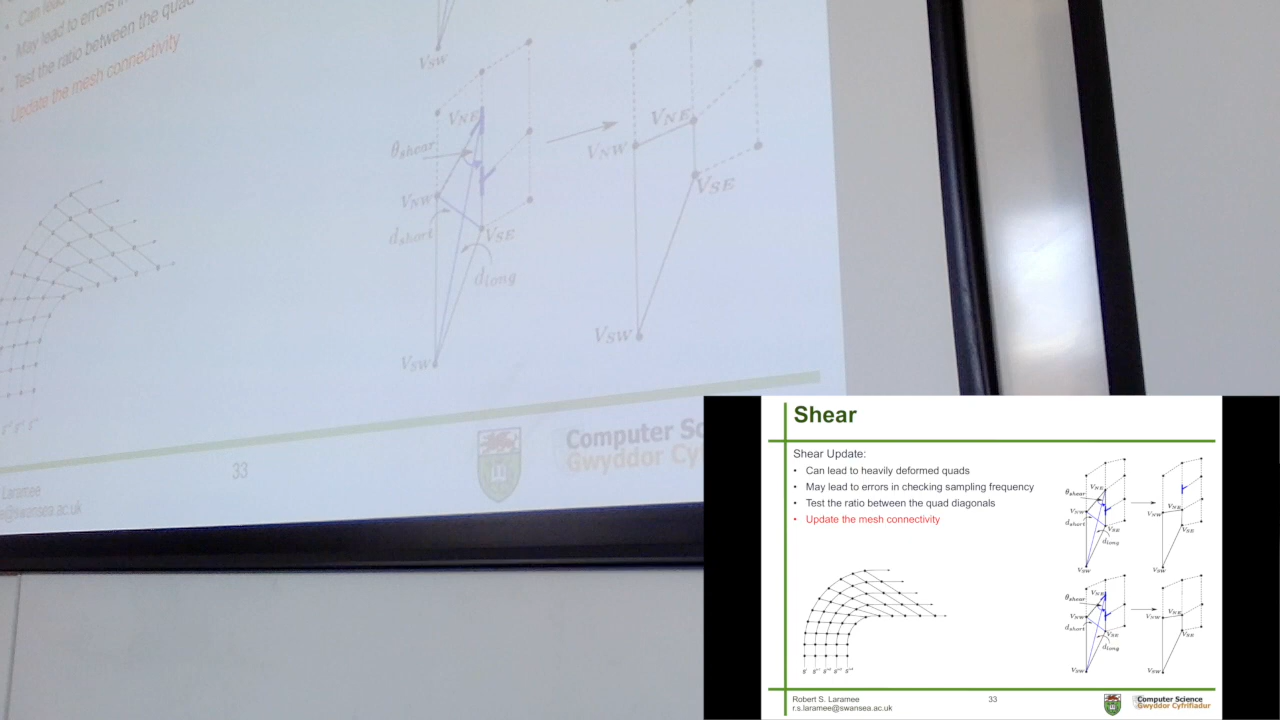 Can lead
May lead to errors in
Test the ratio between the quad
Update the mesh connectivity
VSW
VNE
θshear
VNW
dshort
VSE
dlong
VSW
VNE
VNW
VSE
VSW
33
Laramee
@swansea.ac.uk
Computer Sc
Gwyddor Cy
Shear
Shear Update:
• Can lead to heavily deformed quads
• May lead to errors in checking sampling frequency
• Test the ratio between the quad diagonals
• Update the mesh connectivity
VNE
θshear
VNW
dshort
VSE
dlong
VSW
VNW
VNE
VSE
VSW
VNE
θshear
VNW
dshort
VSE
dlong
VSW
VNW
VNE
VSE
VSW
Robert S. Laramee
r.s.laramee@swansea.ac.uk
33
Computer Science
Gwyddor Cyfrifiadur